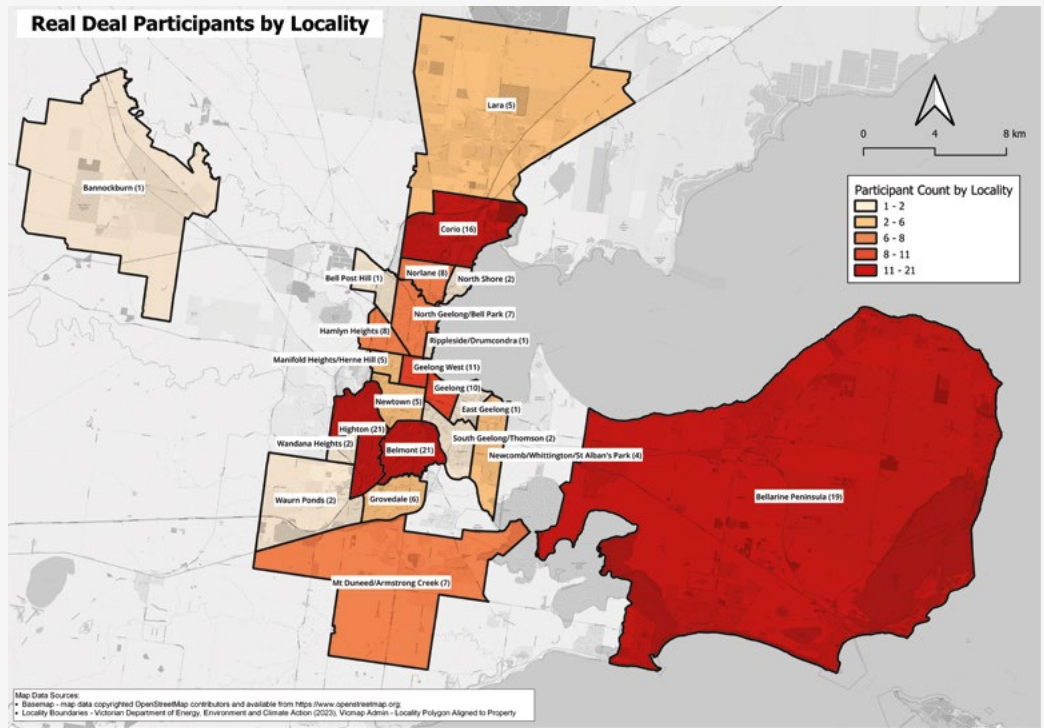 Real Deal Participants by Locality
Lara (5)
0 4 8 km
Bannockburn (1)
Participant Count by Locality
1 - 2
2 - 6
6 - 8
8 - 11
11 - 21
Corio (16)
Norlane (8)
Bell Post Hill (1)
North Shore (2)
North Geelong/Bell Park (7)
Hamlyn Heights (8)
Rippleside/Drumcondra (1)
Manifold Heights/Herne Hill (5)
Geelong West (11)
Geelong (10)
Newtown (5)
East Geelong (1)
Highton (21)
South Geelong/Thomson (2)
Wandana Heights (2)
Belmont (21)
Newcomb/Whittington/St Alban's Park (4)
Bellarine Peninsula (19)
Waurn Ponds (2)
Grovedale (6)
Mt Duneed/Armstrong Creek (7)
Map Data Sources:
• Basemap - map data copyrighted OpenStreetMap contributors and available from https://www.openstreetmap.org;
• Locality Boundaries - Victorian Department of Energy, Environment and Climate Action (2023), Vicmap Admin - Locality Polygon Aligned to Property